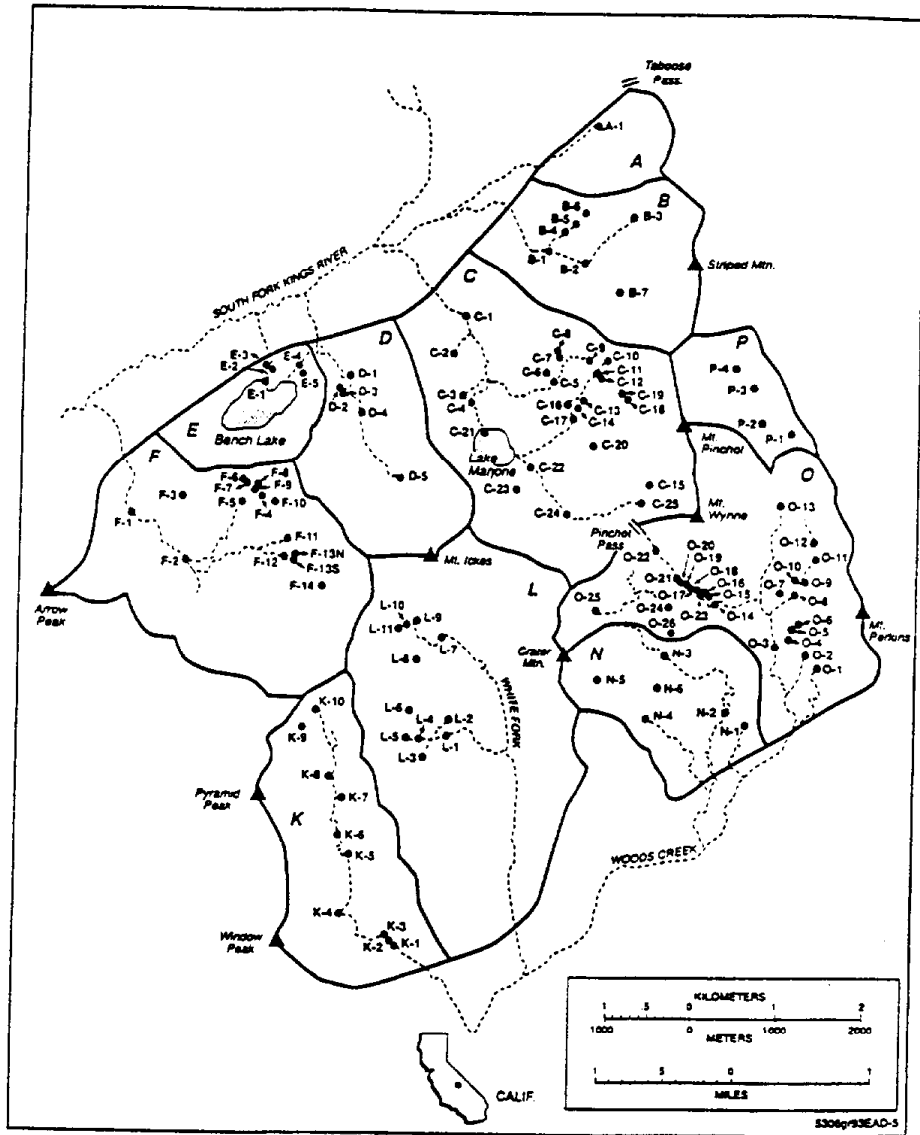 Taboose
Pass.
A-1
A
B
B-6
B-5
B-4
B-3
B-1
B-2
B-7
Striped Mtn.
SOUTH FORK KINGS RIVER
C
C-1
C-2
C-8
C-7
C-6
C-5
C-9
C-10
C-11
C-12
C-19
C-18
C-3
C-4
C-16
C-17
C-13
C-14
C-21
C-20
Lake
Marjorie
C-22
C-23
C-15
C-24
C-25
D
D-1
D-3
D-2
D-4
D-5
E-3
E-2
E-4
E-5
E-1
E
Bench Lake
P
P-4
P-3
P-2
P-1
Mt.
Pinchot
Mt.
Wynne
Pinchot
Pass
F
F-6
F-7
F-8
F-9
F-3
F-5
F-4
F-10
F-1
F-11
F-2
F-12
F-13N
F-13S
F-14
Mt. Ickes
Arrow
Peak
O
O-13
O-12
O-11
O-10
O-9
O-7
O-8
O-22
O-20
O-19
O-18
O-21
O-16
O-17
O-15
O-25
O-24
O-23
O-14
O-26
O-6
O-5
O-3
O-4
O-2
O-1
Mt.
Perkins
L
L-10
L-9
L-11
L-7
L-8
L-6
L-4
L-2
L-5
L-1
L-3
WHITE FORK
Crater
Mtn.
N
N-3
N-5
N-6
N-4
N-2
N-1
K-10
K-9
K-8
K-7
K
K-6
K-5
K-4
K-3
K-2
K-1
Pyramid
Peak
Window
Peak
WOODS CREEK
CALIF.
KILOMETERS
1 .5 0 1 2
1000 0 1000 2000
METERS
1 .5 0 1
MILES
5306gr93EAD-5